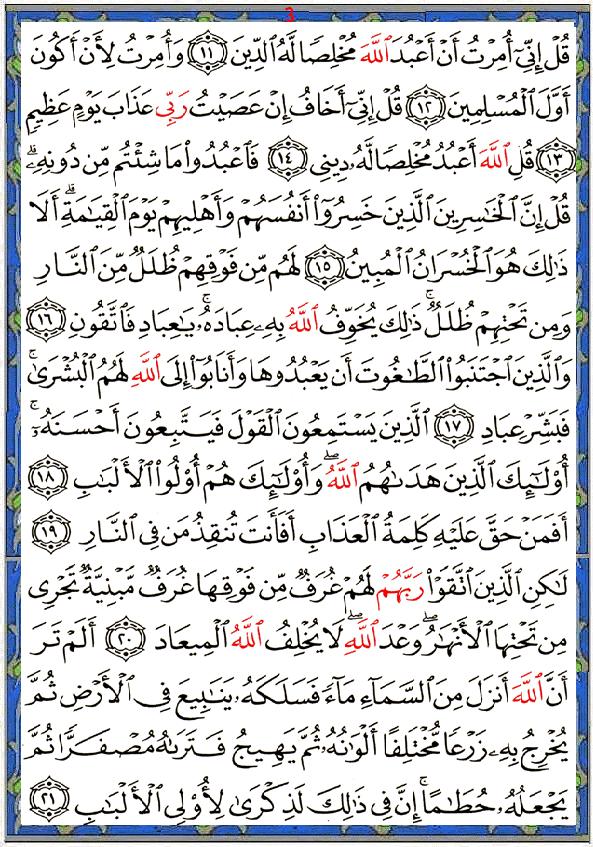 3
قُلْ إِنِّىٓ أُمِرْتُ أَنْ أَعْبُدَ ٱللَّهَ مُخْلِصًا لَّهُ ٱلدِّينَ ١١ وَأُمِرْتُ لِأَنْ أَكُونَ
أَوَّلَ ٱلْمُسْلِمِينَ ١٢ قُلْ إِنِّىٓ أَخَافُ إِنْ عَصَيْتُ رَبِّى عَذَابَ يَوْمٍ عَظِيمٍ
١٣ قُلِ ٱللَّهَ أَعْبُدُ مُخْلِصًا لَّهُۥ دِينِى ١٤ فَٱعْبُدُوا۟ مَا شِئْتُم مِّن دُونِهِۦ ۗ
قُلْ إِنَّ ٱلْخَـٰسِرِينَ ٱلَّذِينَ خَسِرُوٓا۟ أَنفُسَهُمْ وَأَهْلِيهِمْ يَوْمَ ٱلْقِيَـٰمَةِ ۗ أَلَا
ذَٰلِكَ هُوَ ٱلْخُسْرَانُ ٱلْمُبِينُ ١٥ لَهُم مِّن فَوْقِهِمْ ظُلَلٌ مِّنَ ٱلنَّارِ
وَمِن تَحْتِهِمْ ظُلَلٌ ۚ ذَٰلِكَ يُخَوِّفُ ٱللَّهُ بِهِۦ عِبَادَهُۥ ۚ يَـٰعِبَادِ فَٱتَّقُونِ ١٦
وَٱلَّذِينَ ٱجْتَنَبُوا۟ ٱلطَّـٰغُوتَ أَن يَعْبُدُوهَا وَأَنَابُوٓا۟ إِلَى ٱللَّهِ لَهُمُ ٱلْبُشْرَىٰ ۚ
فَبَشِّرْ عِبَادِ ١٧ ٱلَّذِينَ يَسْتَمِعُونَ ٱلْقَوْلَ فَيَتَّبِعُونَ أَحْسَنَهُۥٓ ۚ
أُو۟لَـٰٓئِكَ ٱلَّذِينَ هَدَىٰهُمُ ٱللَّهُ ۖ وَأُو۟لَـٰٓئِكَ هُمْ أُو۟لُوا۟ ٱلْأَلْبَـٰبِ ١٨
أَفَمَنْ حَقَّ عَلَيْهِ كَلِمَةُ ٱلْعَذَابِ أَفَأَنتَ تُنقِذُ مَن فِى ٱلنَّارِ ١٩
لَـٰكِنِ ٱلَّذِينَ ٱتَّقَوْا۟ رَبَّهُمْ لَهُمْ غُرَفٌ مِّن فَوْقِهَا غُرَفٌ مَّبْنِيَّةٌ تَجْرِى
مِن تَحْتِهَا ٱلْأَنْهَـٰرُ ۖ وَعْدَ ٱللَّهِ ۖ لَا يُخْلِفُ ٱللَّهُ ٱلْمِيعَادَ ٢٠ أَلَمْ تَرَ
أَنَّ ٱللَّهَ أَنزَلَ مِنَ ٱلسَّمَآءِ مَآءً فَسَلَكَهُۥ يَنَـٰبِيعَ فِى ٱلْأَرْضِ ثُمَّ
يُخْرِجُ بِهِۦ زَرْعًا مُّخْتَلِفًا أَلْوَٰنُهُۥ ثُمَّ يَهِيجُ فَتَرَىٰهُ مُصْفَرًّا ثُمَّ
يَجْعَلُهُۥ حُطَـٰمًا ۚ إِنَّ فِى ذَٰلِكَ لَذِكْرَىٰ لِأُو۟لِى ٱلْأَلْبَـٰبِ ٢١